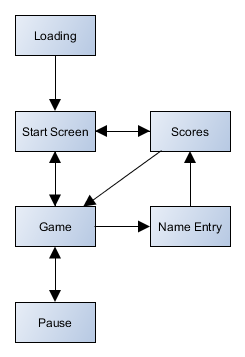 Loading
Start Screen
Scores
Game
Name Entry
Pause